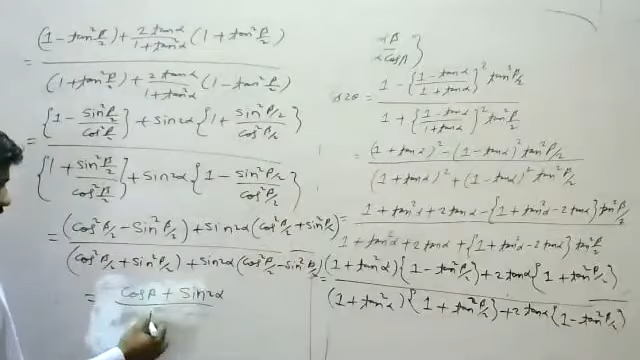 = (1 - tan²β/2) + 2tanα/1+tan²α (1 + tan²β/2) / (1 + tan²β/2) + 2tanα/1+tan²α (1 - tan²β/2)
= {1 - sin²β/2 / cos²β/2} + sin2α {1 + sin²β/2 / cos²β/2} / {1 + sin²β/2 / cos²β/2} + sin2α {1 - sin²β/2 / cos²β/2}
= (cos²β/2 - sin²β/2) + sin2α (cos²β/2 + sin²β/2) / (cos²β/2 + sin²β/2) + sin2α (cos²β/2 - sin²β/2)
= cosβ + sin2α
αβ / αcosβ }
s2θ = 1 - {1 - tanα / 1 + tanα}² tan²β/2 / 1 + {1 - tanα / 1 + tanα}² tan²β/2
= (1 + tanα)² - (1 - tanα)² tan²β/2 / (1 + tanα)² + (1 - tanα)² tan²β/2
= 1 + tan²α + 2tanα - {1 + tan²α - 2tanα} tan²β/2 / 1 + tan²α + 2tanα + {1 + tan²α - 2tanα} tan²β/2
= (1 + tan²α) {1 - tan²β/2} + 2tanα {1 + tan²β/2} / (1 + tan²α) {1 + tan²β/2} + 2tanα {1 - tan²β/2}